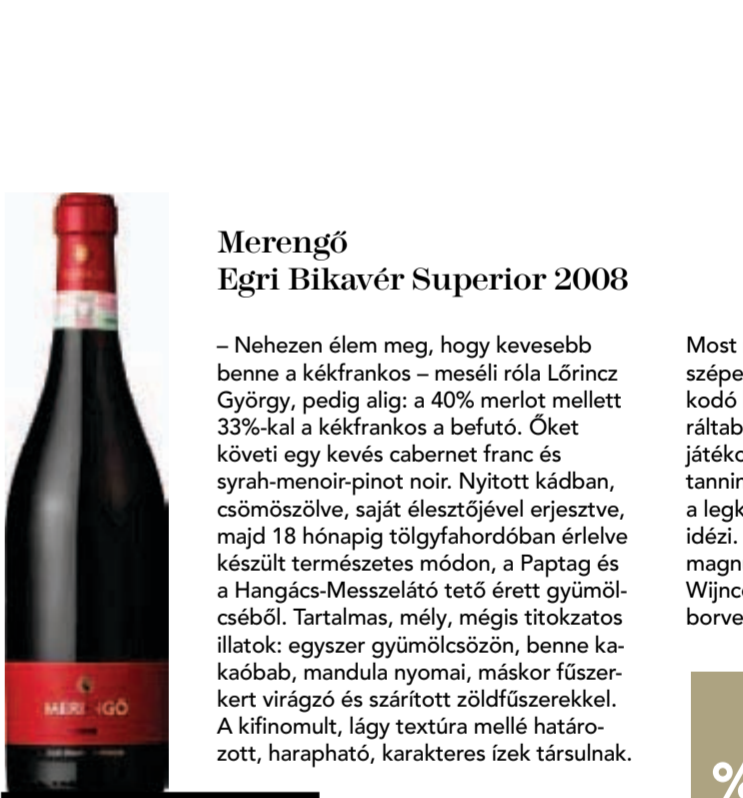 Merengő
Egri Bikavér Superior 2008
– Nehezen élem meg, hogy kevesebb
benne a kékfrankos – meséli róla Lőrincz
György, pedig alig: a 40% merlot mellett
33%-kal a kékfrankos a befutó. Őket
követi egy kevés cabernet franc és
syrah-menoir-pinot noir. Nyitott kádban,
csömöszölve, saját élesztőjével erjesztve,
majd 18 hónapig tölgyfahordóban érlelve
készült természetes módon, a Paptag és
a Hangács-Messzelátó tető érett gyümöl-
cséből. Tartalmas, mély, mégis titokzatos
illatok: egyszer gyümölcsözön, benne ka-
kaóbab, mandula nyomai, máskor fűszer-
kert virágzó és szárított zöldfűszerekkel.
A kifinomult, lágy textúra mellé határo-
zott, harapható, karakteres ízek társulnak.
Most
szépe
kodó
ráltab
játéko
tannin
a legk
idézi.
magn
Wijnc
borve
%
MERENGŐ